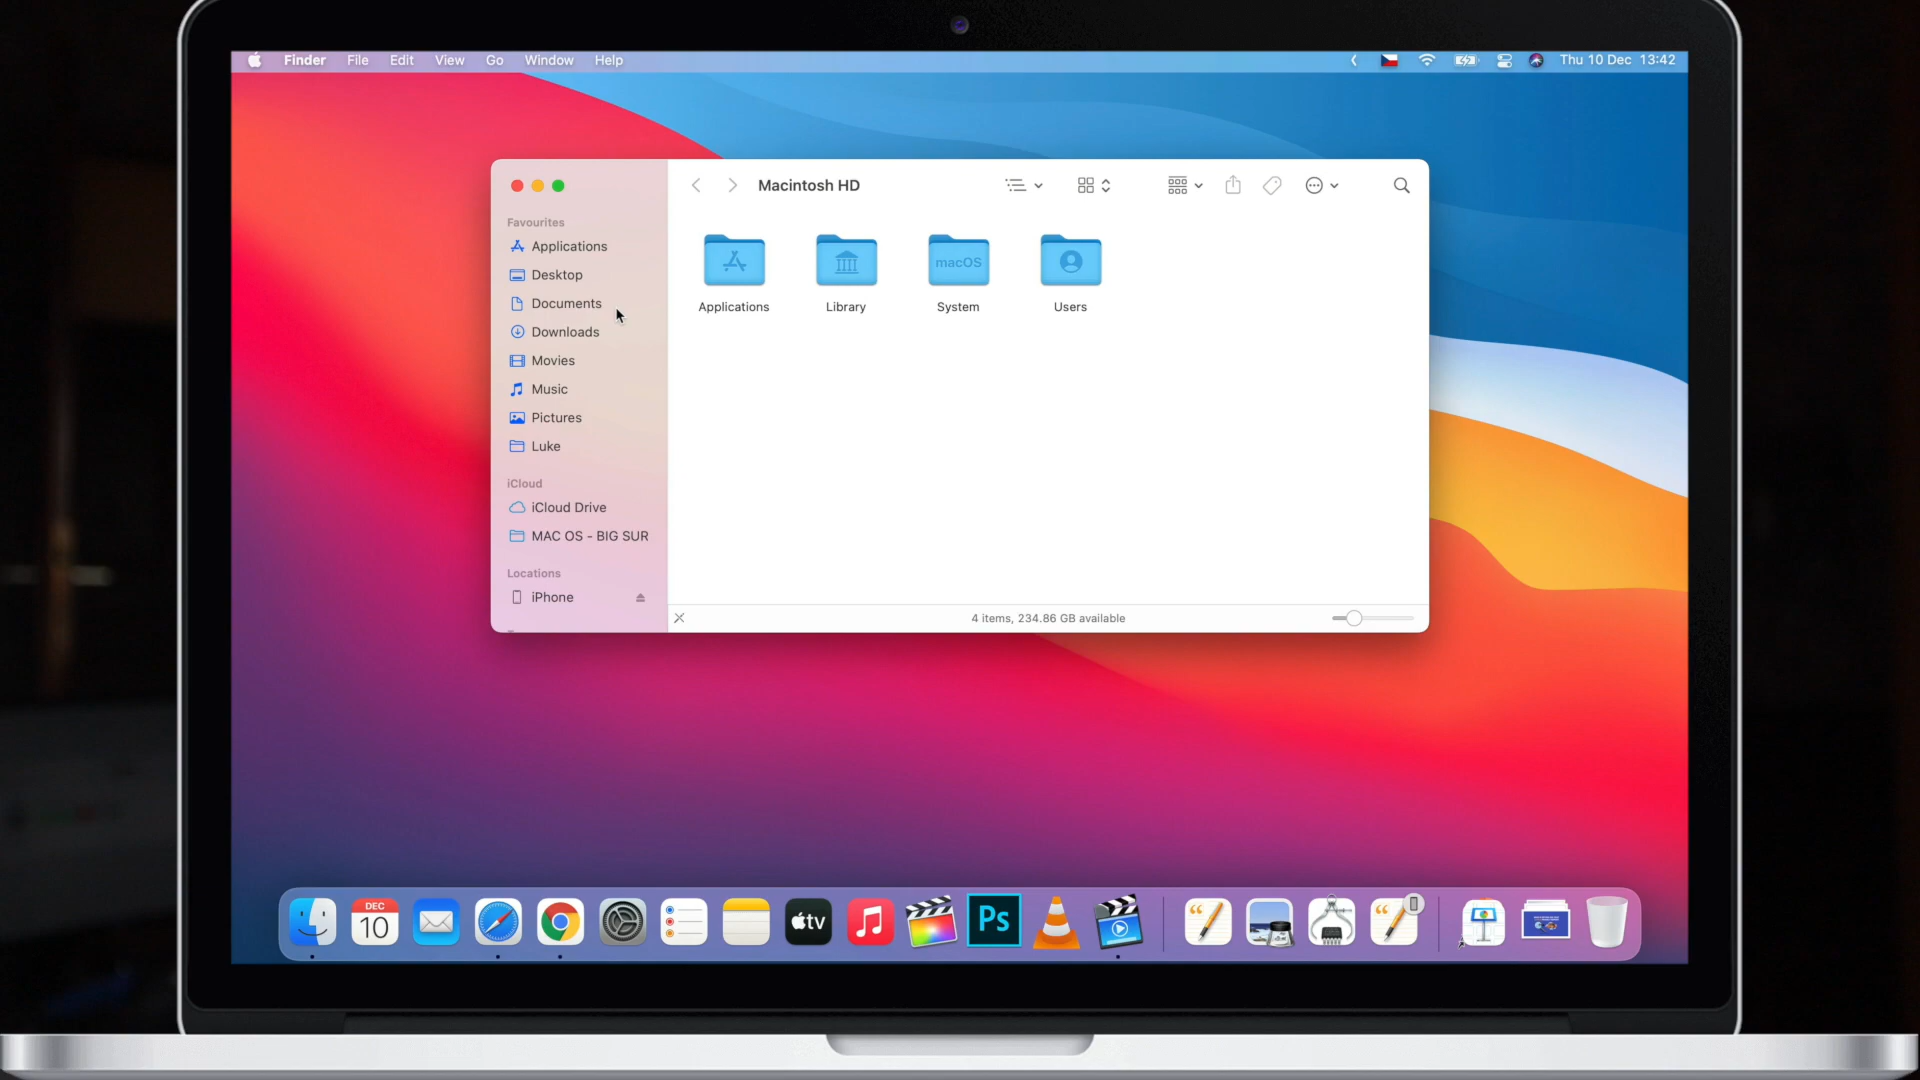 Finder File Edit View Go Window Help Thu 10 Dec 13:42
Macintosh HD
Favourites
Applications
Desktop
Documents
Downloads
Movies
Music
Pictures
Luke
iCloud
iCloud Drive
MAC OS - BIG SUR
Locations
iPhone
macOS
Applications Library System Users
4 items, 234.86 GB available
DEC
10
tv
Ps